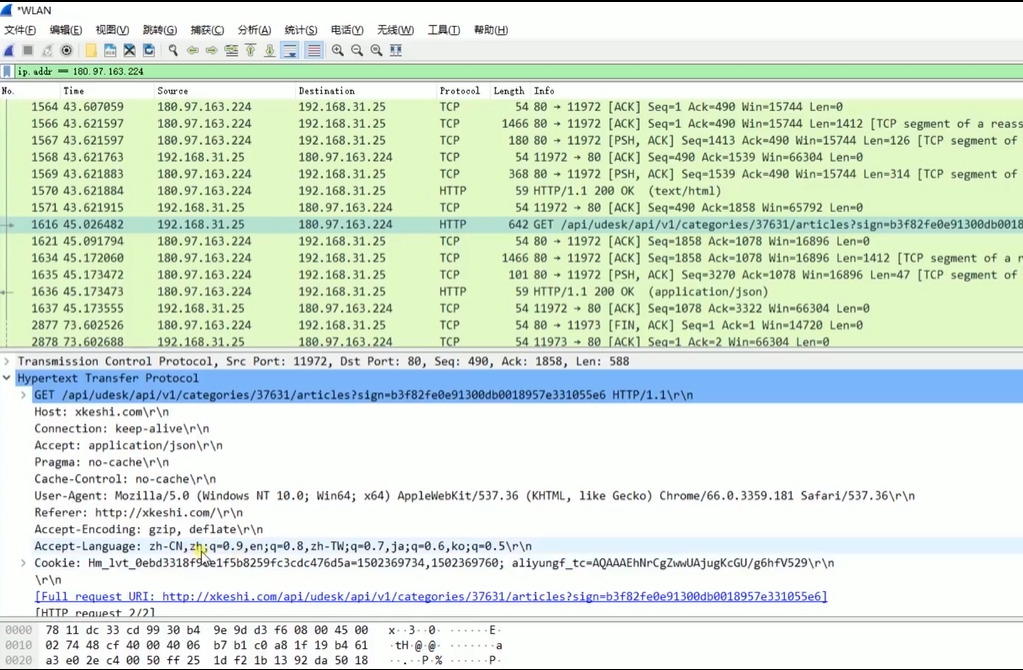 *WLAN
文件(F) 编辑(E) 视图(V) 跳转(G) 捕获(C) 分析(A) 统计(S) 电话(Y) 无线(W) 工具(T) 帮助(H)
ip.addr == 180.97.163.224
No. Time Source Destination Protocol Length Info
1564 43.607059 180.97.163.224 192.168.31.25 TCP 54 80 → 11972 [ACK] Seq=1 Ack=490 Win=15744 Len=0
1566 43.621597 180.97.163.224 192.168.31.25 TCP 1466 80 → 11972 [ACK] Seq=1 Ack=490 Win=15744 Len=1412 [TCP segment of a reass
1567 43.621597 180.97.163.224 192.168.31.25 TCP 180 80 → 11972 [PSH, ACK] Seq=1413 Ack=490 Win=15744 Len=126 [TCP segment of
1568 43.621763 192.168.31.25 180.97.163.224 TCP 54 11972 → 80 [ACK] Seq=490 Ack=1539 Win=66304 Len=0
1569 43.621883 180.97.163.224 192.168.31.25 TCP 368 80 → 11972 [PSH, ACK] Seq=1539 Ack=490 Win=15744 Len=314 [TCP segment of
1570 43.621884 180.97.163.224 192.168.31.25 HTTP 59 HTTP/1.1 200 OK (text/html)
1571 43.621915 192.168.31.25 180.97.163.224 TCP 54 11972 → 80 [ACK] Seq=490 Ack=1858 Win=65792 Len=0
1616 45.026482 192.168.31.25 180.97.163.224 HTTP 642 GET /api/udesk/api/v1/categories/37631/articles?sign=b3f82fe0e91300db0018
1621 45.091794 180.97.163.224 192.168.31.25 TCP 54 80 → 11972 [ACK] Seq=1858 Ack=1078 Win=16896 Len=0
1634 45.172060 180.97.163.224 192.168.31.25 TCP 1466 80 → 11972 [ACK] Seq=1858 Ack=1078 Win=16896 Len=1412 [TCP segment of a r
1635 45.173472 180.97.163.224 192.168.31.25 TCP 101 80 → 11972 [PSH, ACK] Seq=3270 Ack=1078 Win=16896 Len=47 [TCP segment of
1636 45.173473 180.97.163.224 192.168.31.25 HTTP 59 HTTP/1.1 200 OK (application/json)
1637 45.173555 192.168.31.25 180.97.163.224 TCP 54 11972 → 80 [ACK] Seq=1078 Ack=3322 Win=66304 Len=0
2877 73.602526 180.97.163.224 192.168.31.25 TCP 54 80 → 11973 [FIN, ACK] Seq=1 Ack=1 Win=14720 Len=0
2878 73.602688 192.168.31.25 180.97.163.224 TCP 54 11973 → 80 [ACK] Seq=1 Ack=2 Win=66304 Len=0
Transmission Control Protocol, Src Port: 11972, Dst Port: 80, Seq: 490, Ack: 1858, Len: 588
Hypertext Transfer Protocol
GET /api/udesk/api/v1/categories/37631/articles?sign=b3f82fe0e91300db0018957e331055e6 HTTP/1.1\r\n
Host: xkeshi.com\r\n
Connection: keep-alive\r\n
Accept: application/json\r\n
Pragma: no-cache\r\n
Cache-Control: no-cache\r\n
User-Agent: Mozilla/5.0 (Windows NT 10.0; Win64; x64) AppleWebKit/537.36 (KHTML, like Gecko) Chrome/66.0.3359.181 Safari/537.36\r\n
Referer: http://xkeshi.com/\r\n
Accept-Encoding: gzip, deflate\r\n
Accept-Language: zh-CN,zh;q=0.9,en;q=0.8,zh-TW;q=0.7,ja;q=0.6,ko;q=0.5\r\n
Cookie: aliyungf_tc=AQAAAEhNrCgZwwUAjugKcGU/g6hfV529\r\n
\r\n
[Full request URI: http://xkeshi.com/api/udesk/api/v1/categories/37631/articles?sign=b3f82fe0e91300db0018957e331055e6]
[HTTP request 2/2]
0000 78 11 dc 33 cd 99 30 b4 9e 9d d3 f6 08 00 45 00 x··3··0· ······E·
0010 02 74 48 cf 40 00 40 06 b7 b1 c0 a8 1f 19 b4 61 ·tH·@·@· ·······a
0020 a3 e0 2e c4 00 50 ff 25 1d f2 1b 13 92 da 50 18 ··.··P·% ······P·